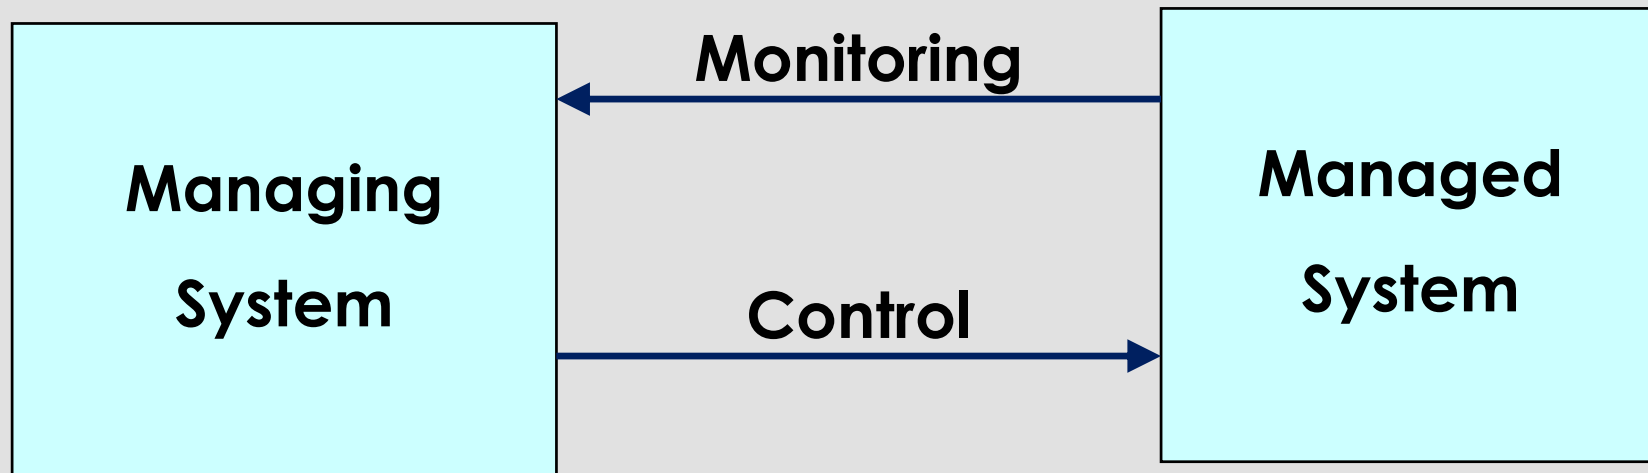 Monitoring
Managing
System
Managed
System
Control